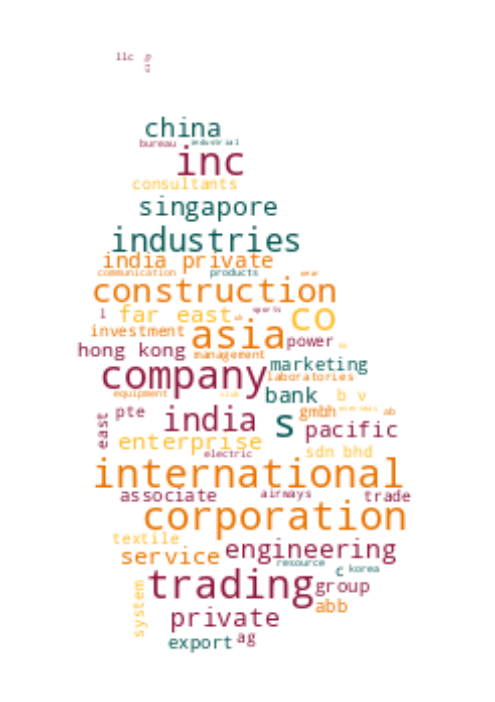 llc
china
bureau industrial
inc
consultants
singapore
industries
india private
communication products
construction
l far east co
sports
investment asia power
hong kong management
company marketing
laboratories
equipment bank b v
pte india s gmbh ab
east pacific
enterprise sdn bhd
electric
international
associate airways trade
corporation
textile
service engineering
resource c korea
system trading group
abb
private
export ag